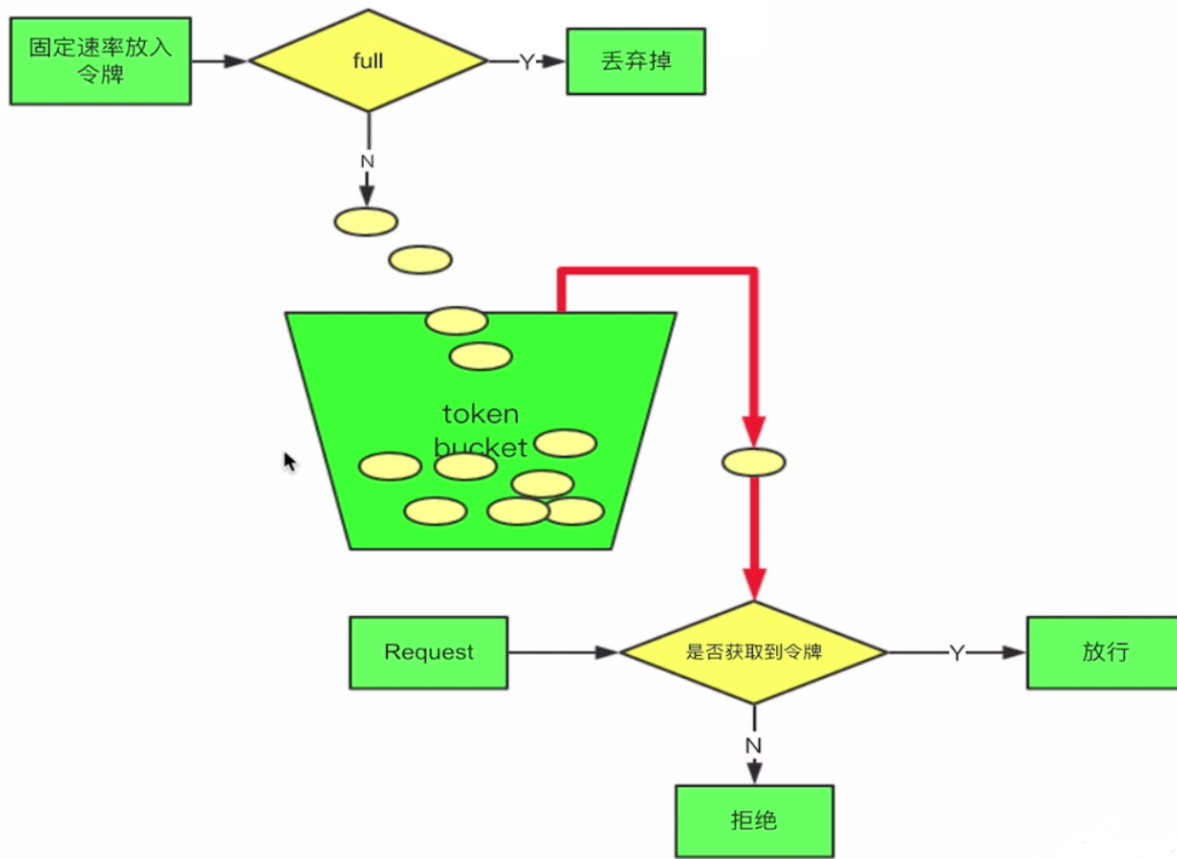 固定速率放入
令牌
full
Y
丢弃掉
N
token
bucket
Request
是否获取到令牌
Y
放行
N
拒绝